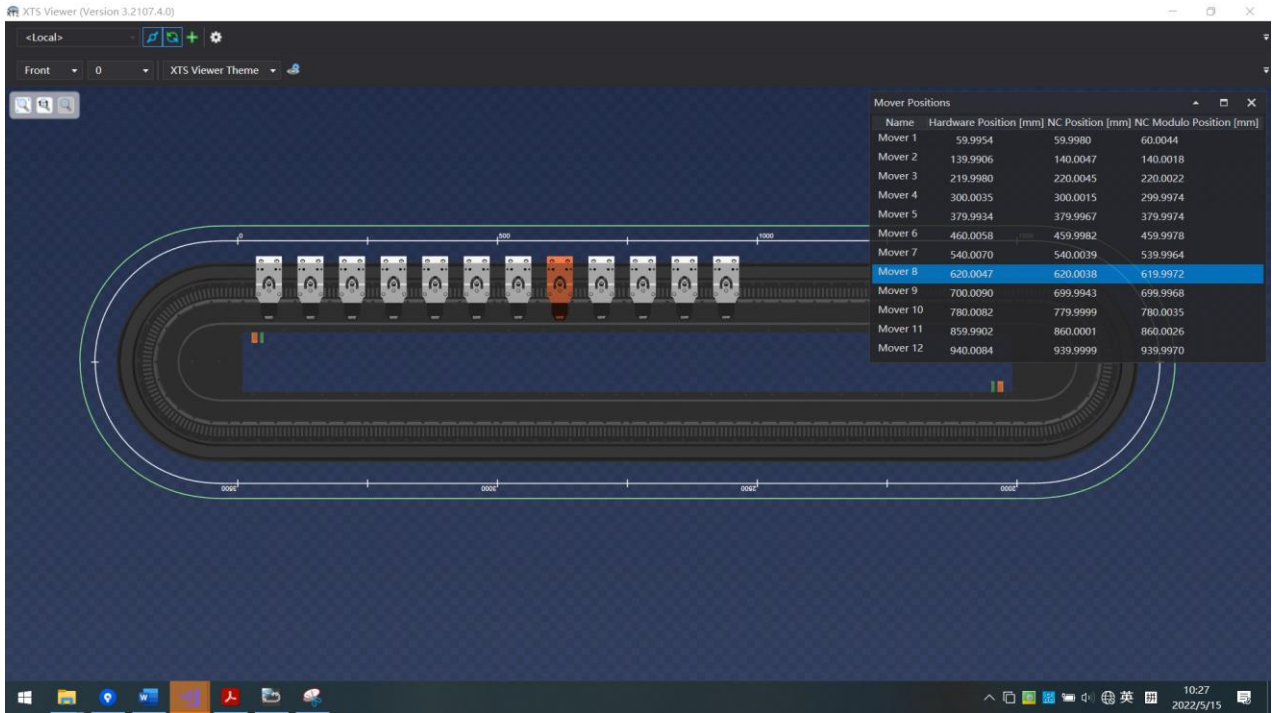 XTS Viewer (Version 3.2107.4.0)
<Local>
Front 0 XTS Viewer Theme
Mover Positions
Name Hardware Position [mm] NC Position [mm] NC Modulo Position [mm]
Mover 1 59.9954 59.9980 60.0044
Mover 2 139.9906 140.0047 140.0018
Mover 3 219.9980 220.0045 220.0022
Mover 4 300.0035 300.0015 299.9974
Mover 5 379.9934 379.9967 379.9974
Mover 6 460.0058 459.9982 459.9978
Mover 7 540.0070 540.0039 539.9964
Mover 8 620.0047 620.0038 619.9972
Mover 9 700.0090 699.9943 699.9968
Mover 10 780.0082 779.9999 780.0035
Mover 11 859.9902 860.0001 860.0026
Mover 12 940.0084 939.9999 939.9970
0 500 1000 1500
3500 3000 2500 2000
英
10:27
2022/5/15